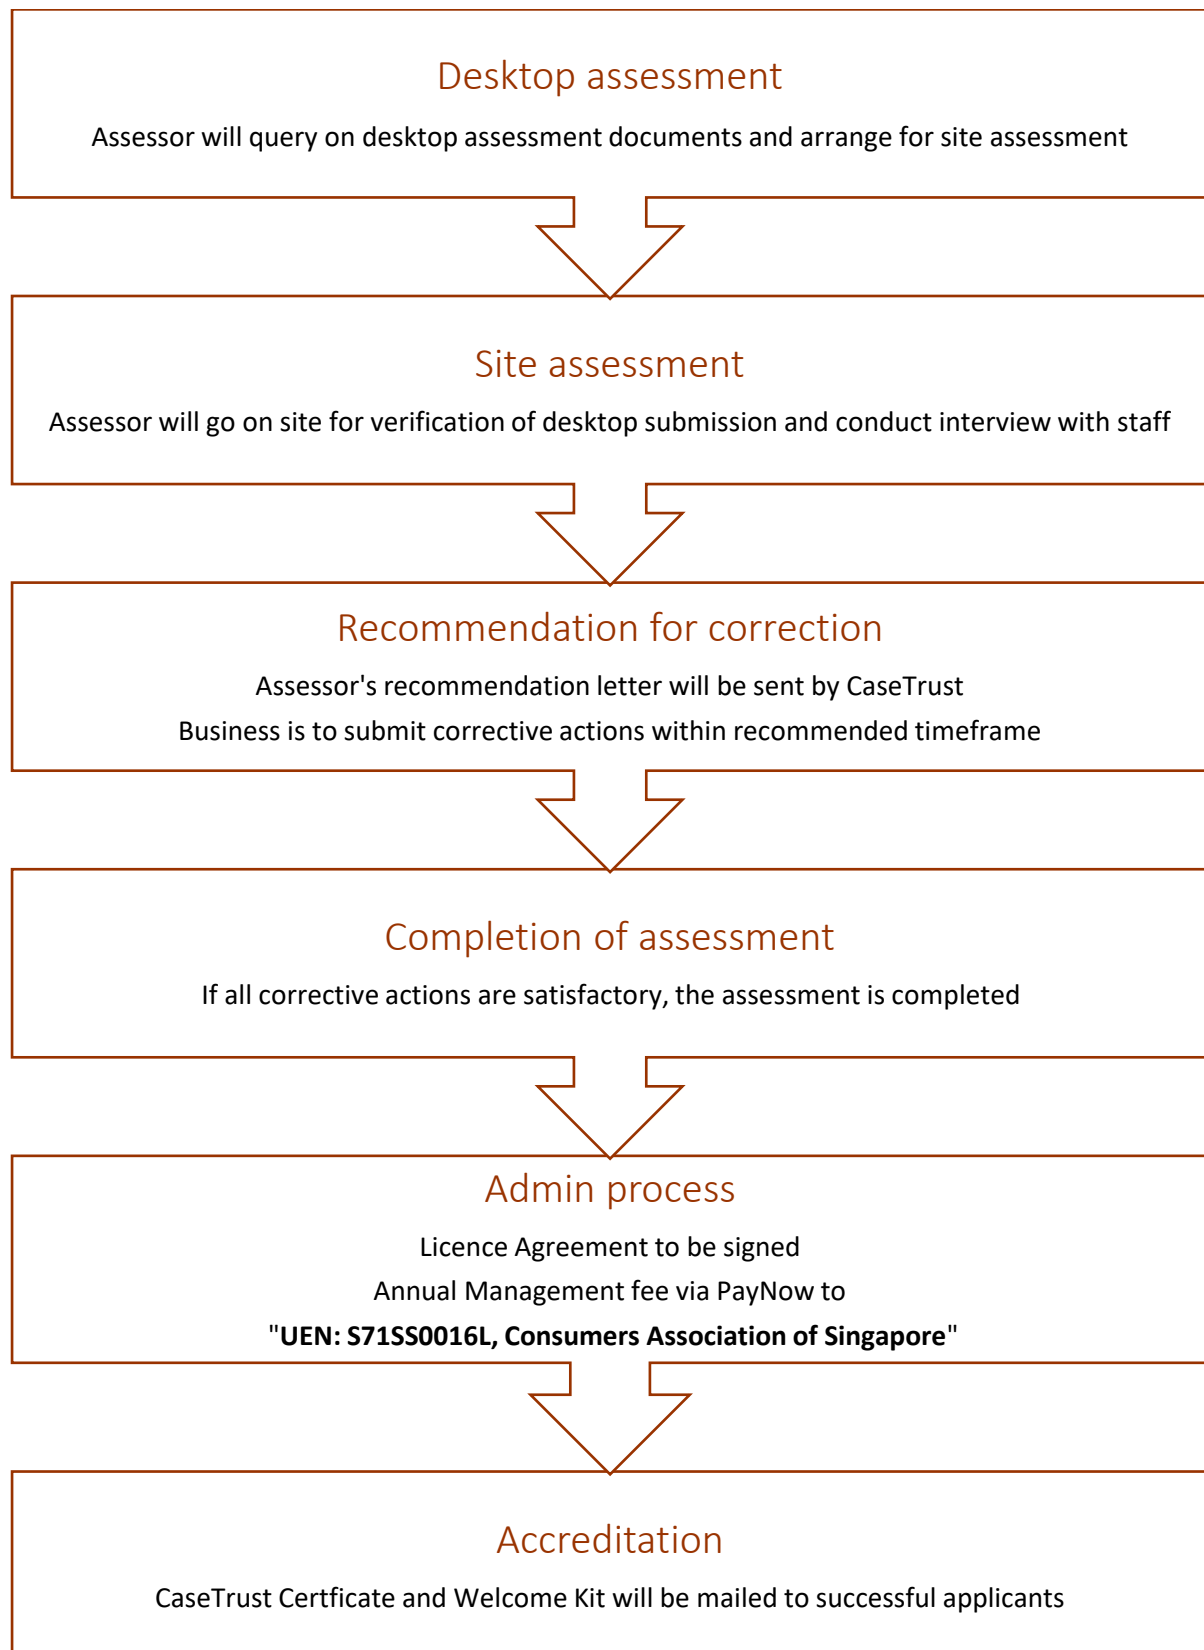 Desktop assessment
Assessor will query on desktop assessment documents and arrange for site assessment
Site assessment
Assessor will go on site for verification of desktop submission and conduct interview with staff
Recommendation for correction
Assessor's recommendation letter will be sent by CaseTrust
Business is to submit corrective actions within recommended timeframe
Completion of assessment
If all corrective actions are satisfactory, the assessment is completed
Admin process
Licence Agreement to be signed
Annual Management fee via PayNow to
"UEN: S71SS0016L, Consumers Association of Singapore"
Accreditation
CaseTrust Certficate and Welcome Kit will be mailed to successful applicants